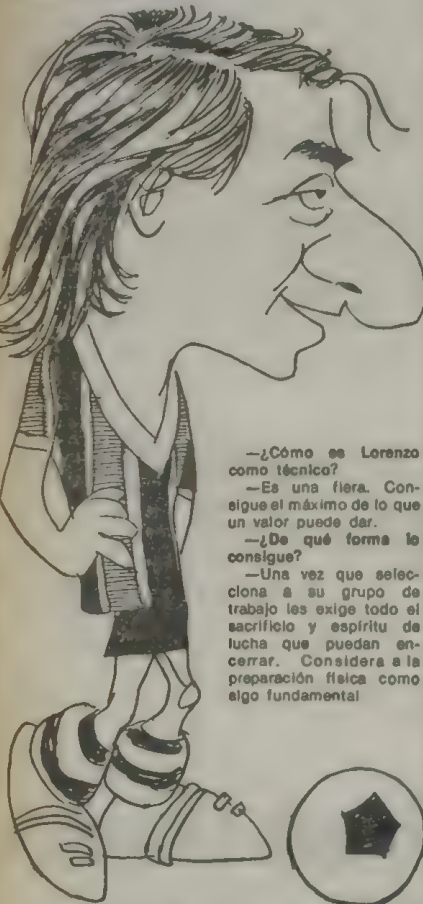 —¿Cómo es Lorenzo
como técnico?
—Es una fiera. Con-
sigue el máximo de lo que
un valor puede dar.
—¿De qué forma lo
consigue?
—Una vez que selec-
ciona a su grupo de
trabajo les exige todo el
sacrificio y espíritu de
lucha que puedan en-
cerrar. Considera a la
preparación física como
algo fundamental